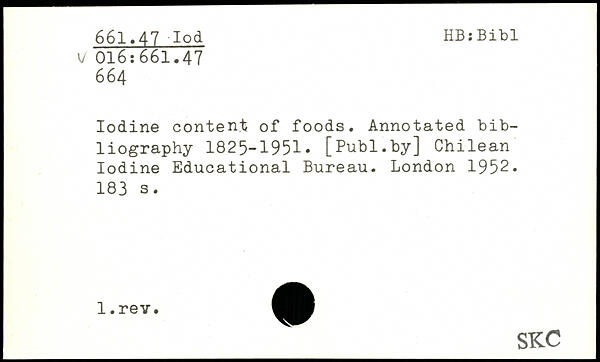 661.47 Iod
HB:Bibl
v 016:661.47
664
Iodine content of foods. Annotated bib-
liography 1825-1951. [Publ.by] Chilean
Iodine Educational Bureau. London 1952.
183 s.
1.rev.
SKC